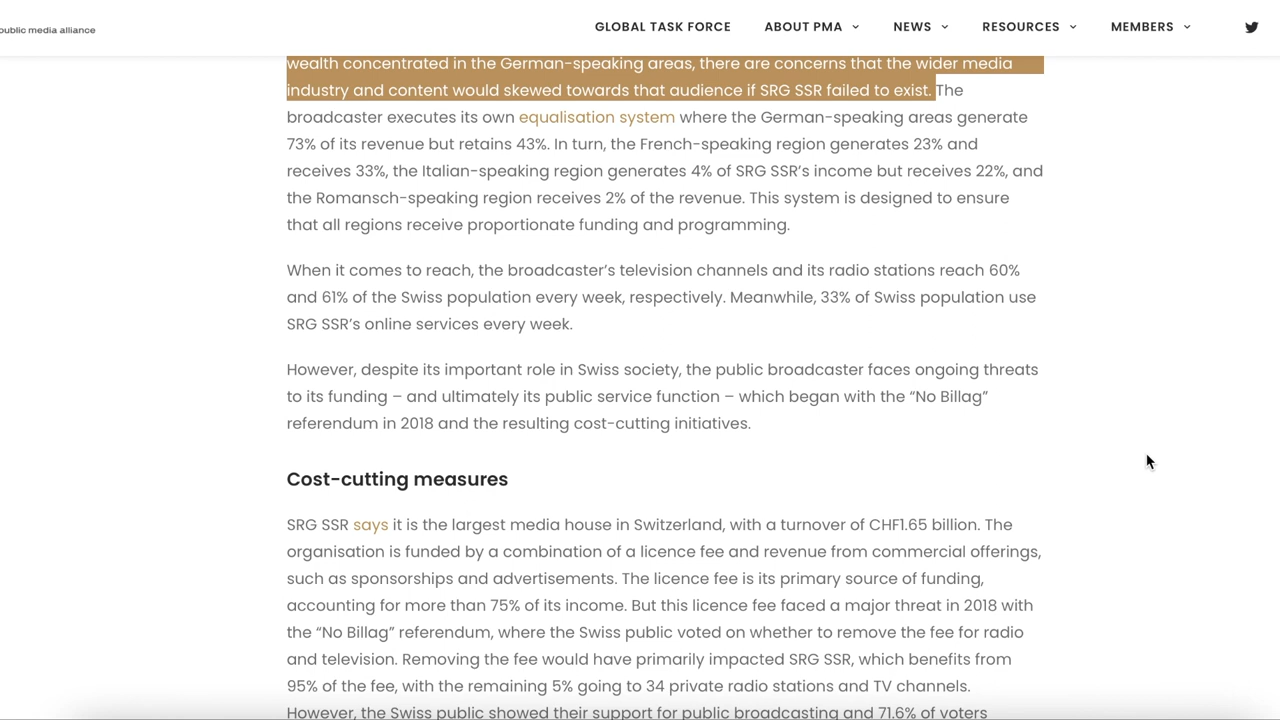 public media alliance
GLOBAL TASK FORCE
ABOUT PMA
NEWS
RESOURCES
MEMBERS
wealth concentrated in the German-speaking areas, there are concerns that the wider media
industry and content would skewed towards that audience if SRG SSR failed to exist. The
broadcaster executes its own equalisation system where the German-speaking areas generate
73% of its revenue but retains 43%. In turn, the French-speaking region generates 23% and
receives 33%, the Italian-speaking region generates 4% of SRG SSR’s income but receives 22%, and
the Romansch-speaking region receives 2% of the revenue. This system is designed to ensure
that all regions receive proportionate funding and programming.
When it comes to reach, the broadcaster’s television channels and its radio stations reach 60%
and 61% of the Swiss population every week, respectively. Meanwhile, 33% of Swiss population use
SRG SSR’s online services every week.
However, despite its important role in Swiss society, the public broadcaster faces ongoing threats
to its funding – and ultimately its public service function – which began with the “No Billag”
referendum in 2018 and the resulting cost-cutting initiatives.
Cost-cutting measures
SRG SSR says it is the largest media house in Switzerland, with a turnover of CHF1.65 billion. The
organisation is funded by a combination of a licence fee and revenue from commercial offerings,
such as sponsorships and advertisements. The licence fee is its primary source of funding,
accounting for more than 75% of its income. But this licence fee faced a major threat in 2018 with
the “No Billag” referendum, where the Swiss public voted on whether to remove the fee for radio
and television. Removing the fee would have primarily impacted SRG SSR, which benefits from
95% of the fee, with the remaining 5% going to 34 private radio stations and TV channels.
However, the Swiss public showed their support for public broadcasting and 71.6% of voters